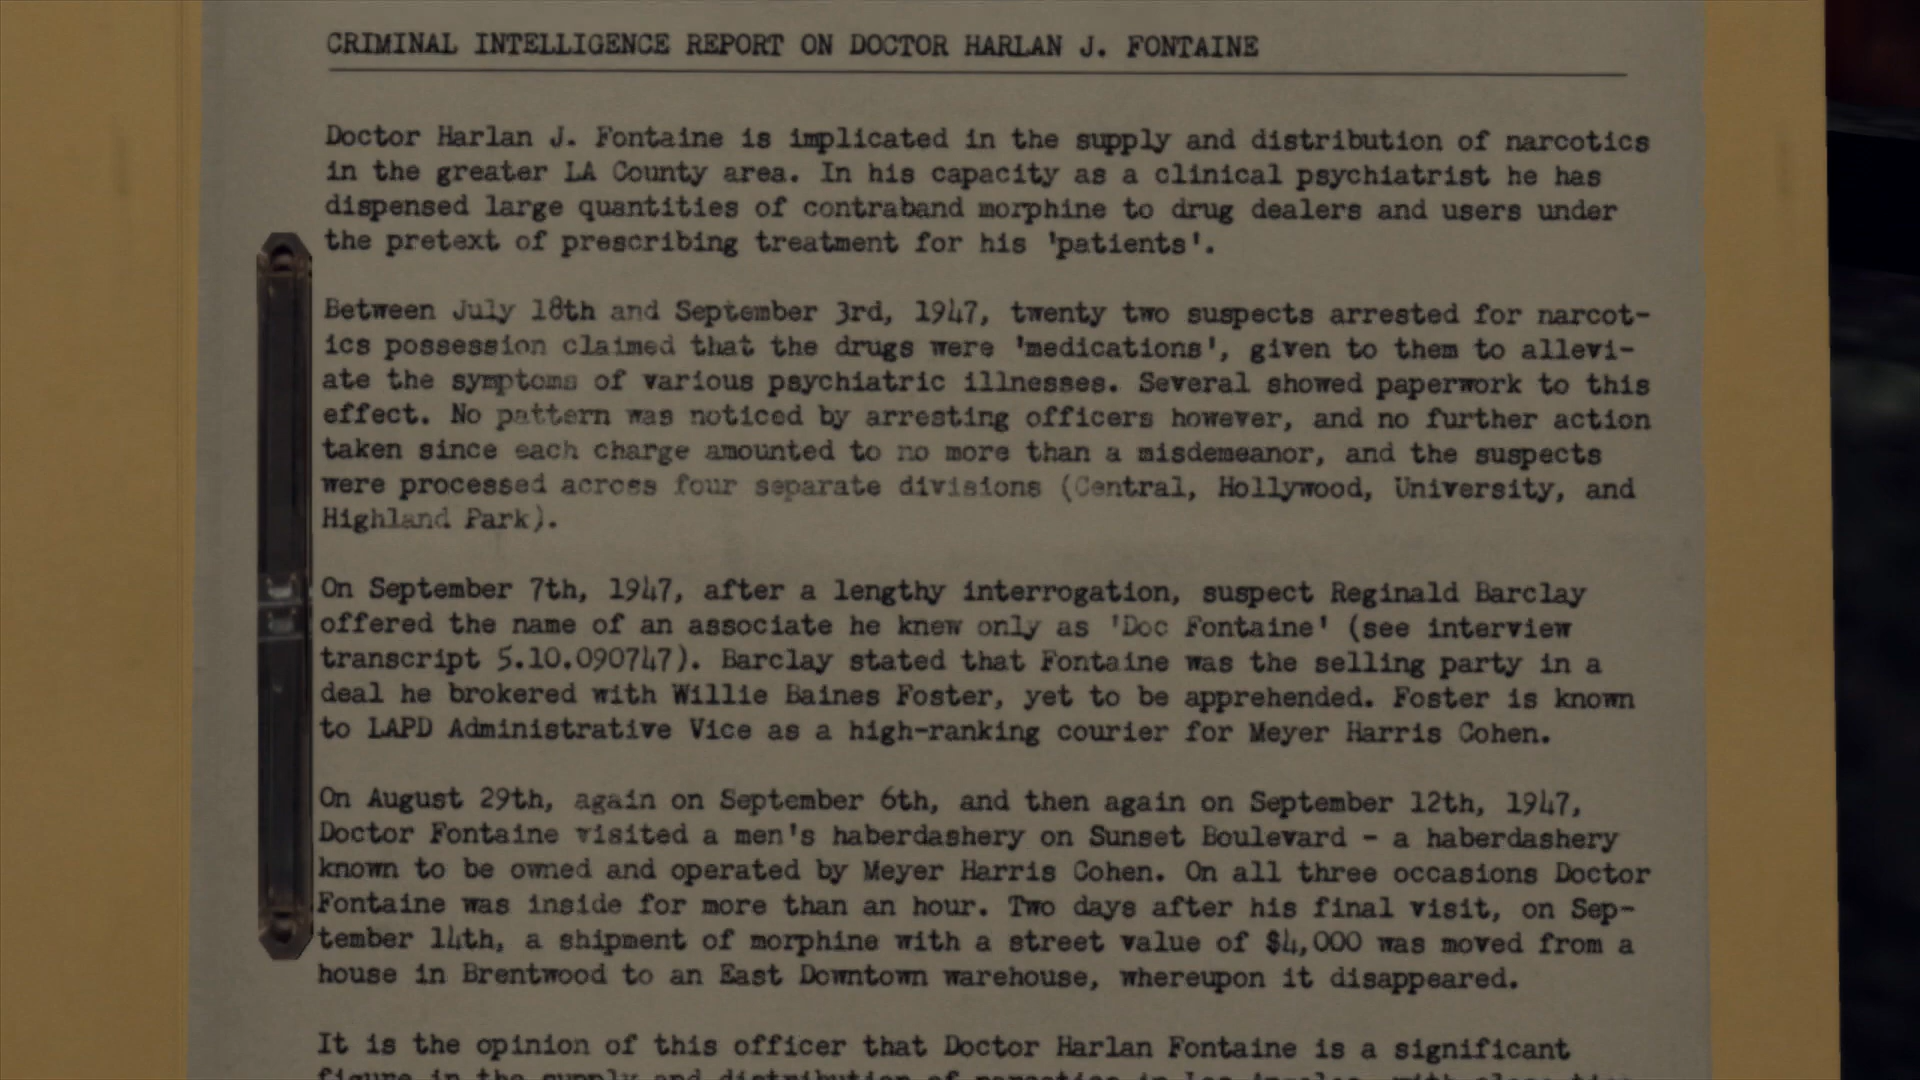 CRIMINAL INTELLIGENCE REPORT ON DOCTOR HARLAN J. FONTAINE
Doctor Harlan J. Fontaine is implicated in the supply and distribution of narcotics
in the greater LA County area. In his capacity as a clinical psychiatrist he has
dispensed large quantities of contraband morphine to drug dealers and users under
the pretext of prescribing treatment for his 'patients'.
Between July 18th and September 3rd, 1947, twenty two suspects arrested for narcot-
ics possession claimed that the drugs were 'medications', given to them to allevi-
ate the symptoms of various psychiatric illnesses. Several showed paperwork to this
effect. No pattern was noticed by arresting officers however, and no further action
taken since each charge amounted to no more than a misdemeanor, and the suspects
were processed across four separate divisions (Central, Hollywood, University, and
Highland Park).
On September 7th, 1947, after a lengthy interrogation, suspect Reginald Barclay
offered the name of an associate he knew only as 'Doc Fontaine' (see interview
transcript 5.10.090747). Barclay stated that Fontaine was the selling party in a
deal he brokered with Willie Baines Foster, yet to be apprehended. Foster is known
to LAPD Administrative Vice as a high-ranking courier for Meyer Harris Cohen.
On August 29th, again on September 6th, and then again on September 12th, 1947,
Doctor Fontaine visited a men's haberdashery on Sunset Boulevard - a haberdashery
known to be owned and operated by Meyer Harris Cohen. On all three occasions Doctor
Fontaine was inside for more than an hour. Two days after his final visit, on Sep-
tember 14th, a shipment of morphine with a street value of $4,000 was moved from a
house in Brentwood to an East Downtown warehouse, whereupon it disappeared.
It is the opinion of this officer that Doctor Harlan Fontaine is a significant
figure in the supply and distribution of narcotics in Los Angeles, with close